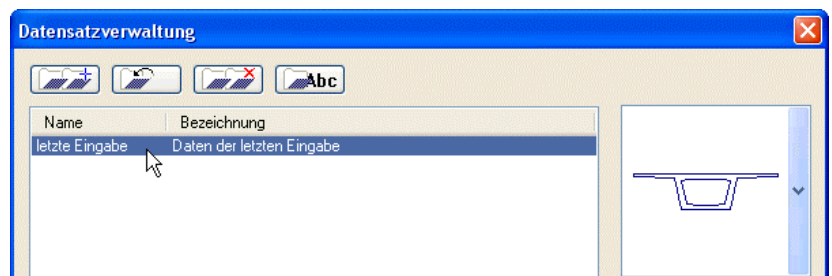 Datensatzverwaltung
Abc
Name Bezeichnung
letzte Eingabe Daten der letzten Eingabe